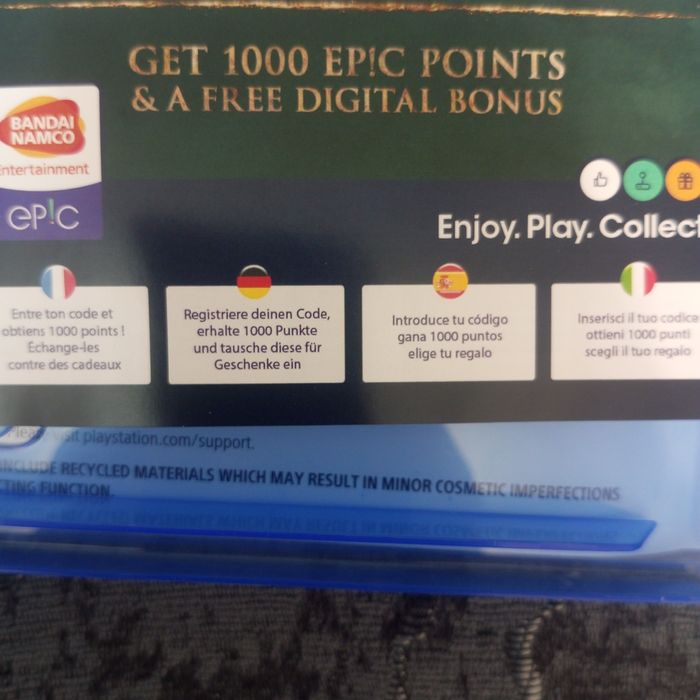 GET 1000 EP!C POINTS
& A FREE DIGITAL BONUS
BANDAI
NAMCO
Entertainment
eP!C
Enjoy. Play. Collect
Entre ton code et
obtiens 1000 points !
Échange-les
contre des cadeaux
Registriere deinen Code,
erhalte 1000 Punkte
und tausche diese für
Geschenke ein
Introduce tu código
gana 1000 puntos
elige tu regalo
Inserisci il tuo codice
ottieni 1000 punti
scegli il tuo regalo
Please visit playstation.com/support.
INCLUDE RECYCLED MATERIALS WHICH MAY RESULT IN MINOR COSMETIC IMPERFECTIONS
FUNCTION.